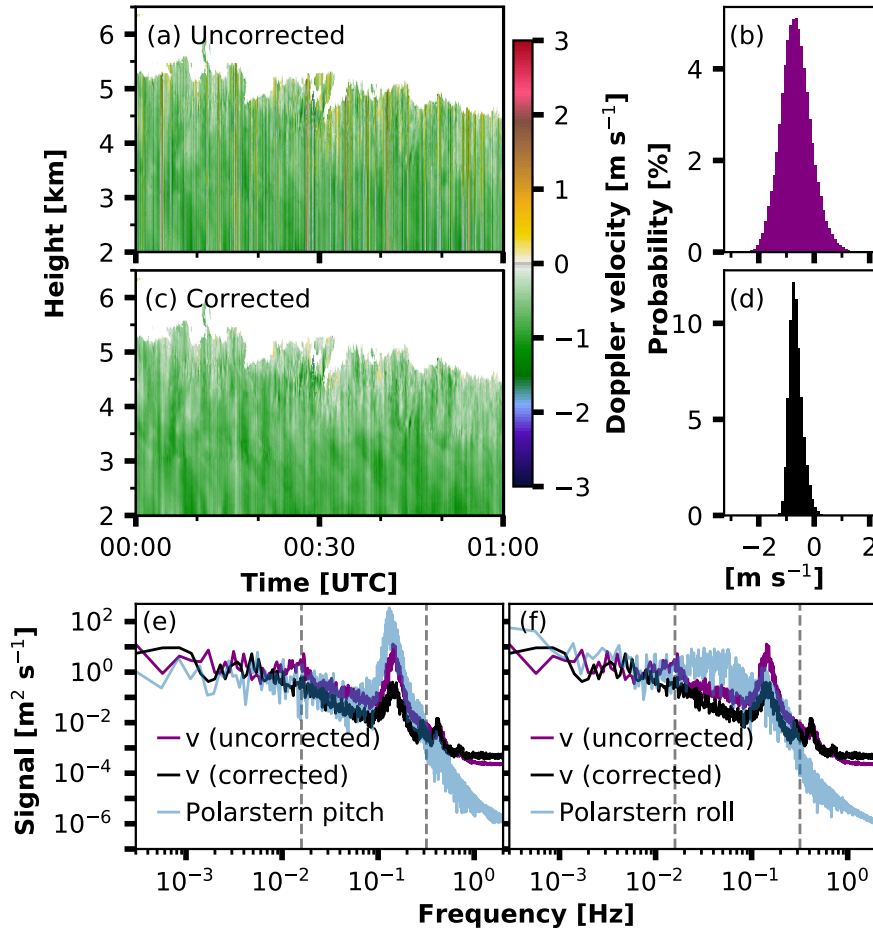 (a) Uncorrected
(b)
6
5
4
3
2
Height [km]
3
2
1
0
−1
−2
−3
Doppler velocity [m s⁻¹]
4
2
0
Probability [%]
(c) Corrected
(d)
6
5
4
3
2
10
5
0
00:00
00:30
01:00
Time [UTC]
−2
0
2
[m s⁻¹]
(e)
(f)
10²
10⁰
10⁻²
10⁻⁴
10⁻⁶
Signal [m² s⁻¹]
v (uncorrected)
v (corrected)
Polarstern pitch
v (uncorrected)
v (corrected)
Polarstern roll
10⁻³
10⁻²
10⁻¹
10⁰
10⁻³
10⁻²
10⁻¹
10⁰
Frequency [Hz]